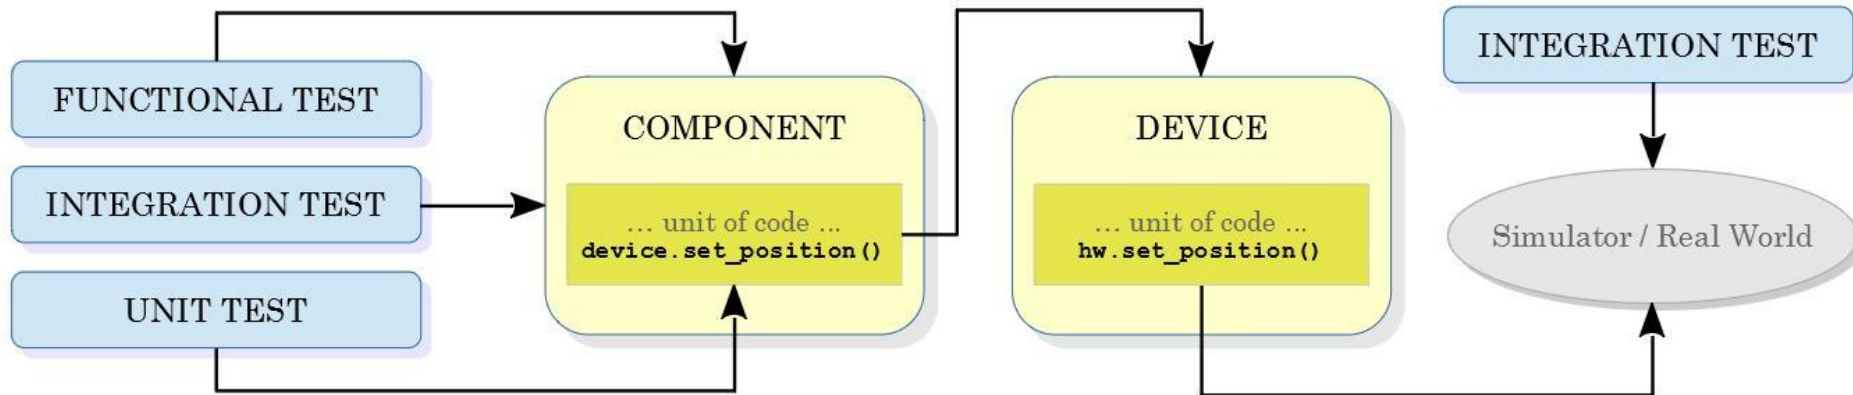 FUNCTIONAL TEST
INTEGRATION TEST
UNIT TEST
COMPONENT
... unit of code ...
device.set_position()
DEVICE
... unit of code ...
hw.set_position()
INTEGRATION TEST
Simulator / Real World